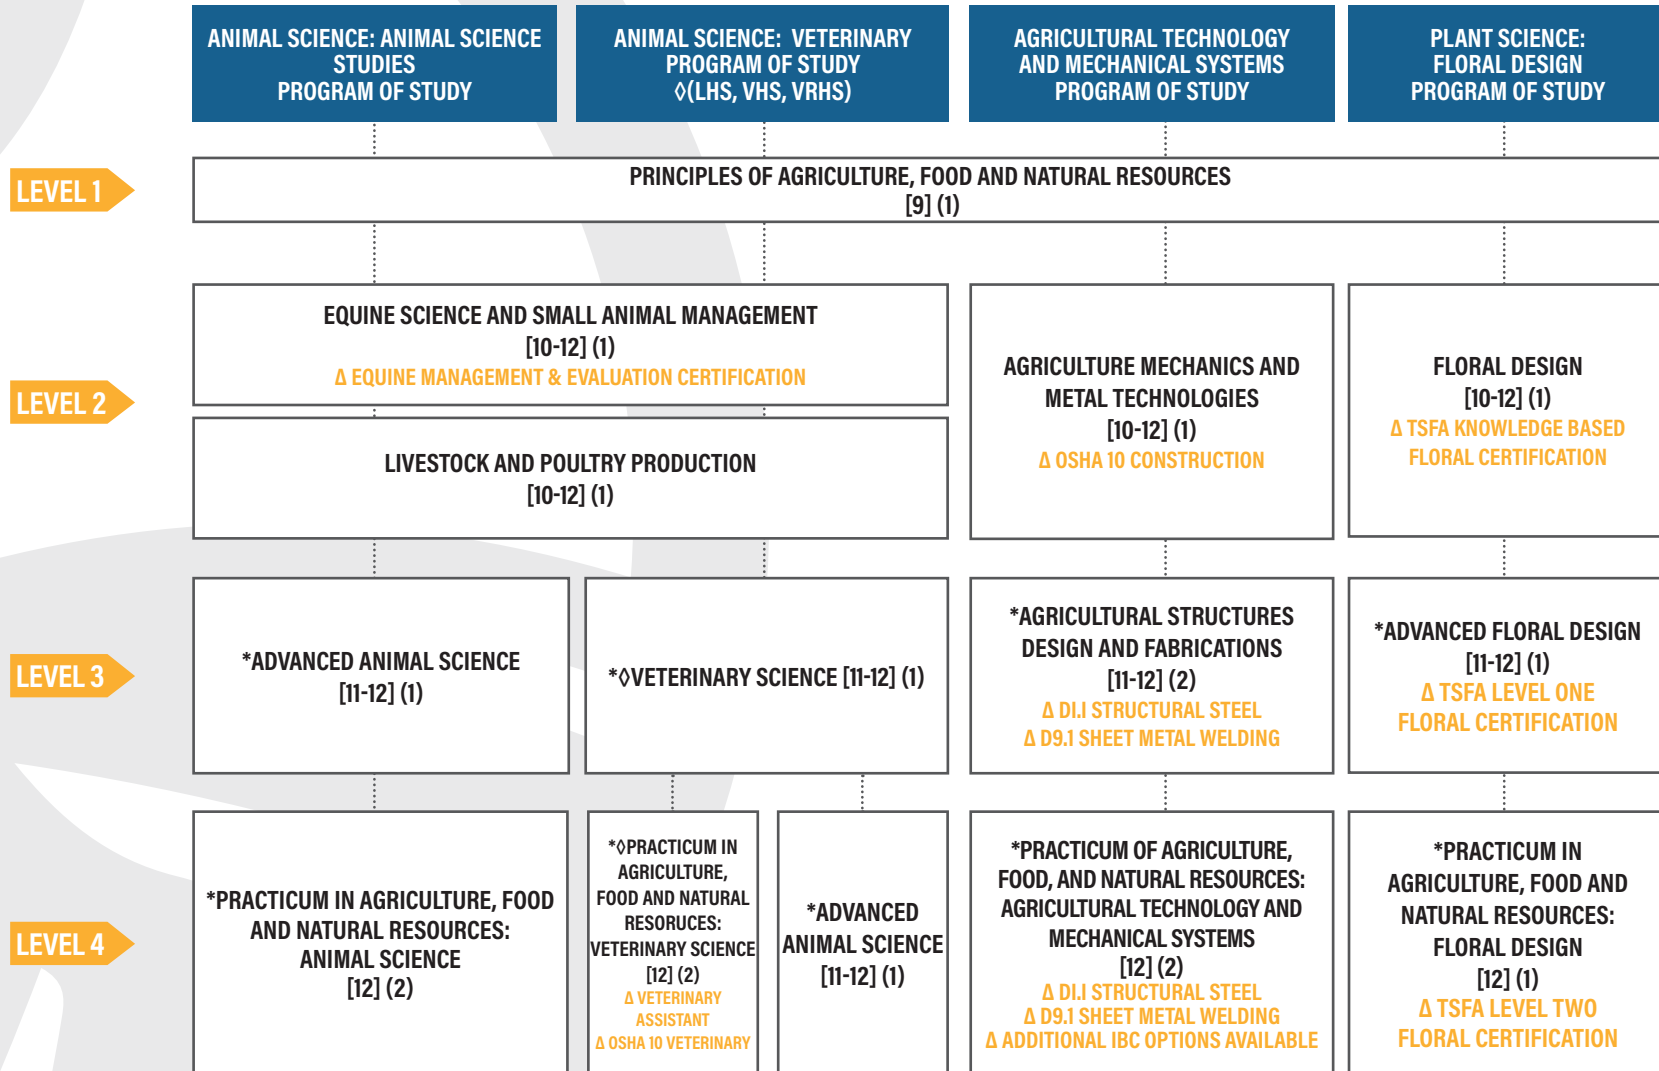 ANIMAL SCIENCE: ANIMAL SCIENCE
STUDIES
PROGRAM OF STUDY
ANIMAL SCIENCE: VETERINARY
PROGRAM OF STUDY
◊(LHS, VHS, VRHS)
AGRICULTURAL TECHNOLOGY
AND MECHANICAL SYSTEMS
PROGRAM OF STUDY
PLANT SCIENCE:
FLORAL DESIGN
PROGRAM OF STUDY
LEVEL 1
PRINCIPLES OF AGRICULTURE, FOOD AND NATURAL RESOURCES
[9] (1)
LEVEL 2
EQUINE SCIENCE AND SMALL ANIMAL MANAGEMENT
[10-12] (1)
Δ EQUINE MANAGEMENT & EVALUATION CERTIFICATION
LIVESTOCK AND POULTRY PRODUCTION
[10-12] (1)
AGRICULTURE MECHANICS AND
METAL TECHNOLOGIES
[10-12] (1)
Δ OSHA 10 CONSTRUCTION
FLORAL DESIGN
[10-12] (1)
Δ TSFA KNOWLEDGE BASED
FLORAL CERTIFICATION
LEVEL 3
*ADVANCED ANIMAL SCIENCE
[11-12] (1)
*◊VETERINARY SCIENCE [11-12] (1)
*AGRICULTURAL STRUCTURES
DESIGN AND FABRICATIONS
[11-12] (2)
Δ DI.I STRUCTURAL STEEL
Δ D9.1 SHEET METAL WELDING
*ADVANCED FLORAL DESIGN
[11-12] (1)
Δ TSFA LEVEL ONE
FLORAL CERTIFICATION
LEVEL 4
*PRACTICUM IN AGRICULTURE, FOOD
AND NATURAL RESOURCES:
ANIMAL SCIENCE
[12] (2)
*◊PRACTICUM IN
AGRICULTURE,
FOOD AND NATURAL
RESORUCES:
VETERINARY SCIENCE
[12] (2)
Δ VETERINARY
ASSISTANT
Δ OSHA 10 VETERINARY
*ADVANCED
ANIMAL SCIENCE
[11-12] (1)
*PRACTICUM OF AGRICULTURE,
FOOD, AND NATURAL RESOURCES:
AGRICULTURAL TECHNOLOGY AND
MECHANICAL SYSTEMS
[12] (2)
Δ DI.I STRUCTURAL STEEL
Δ D9.1 SHEET METAL WELDING
Δ ADDITIONAL IBC OPTIONS AVAILABLE
*PRACTICUM IN
AGRICULTURE, FOOD AND
NATURAL RESOURCES:
FLORAL DESIGN
[12] (1)
Δ TSFA LEVEL TWO
FLORAL CERTIFICATION